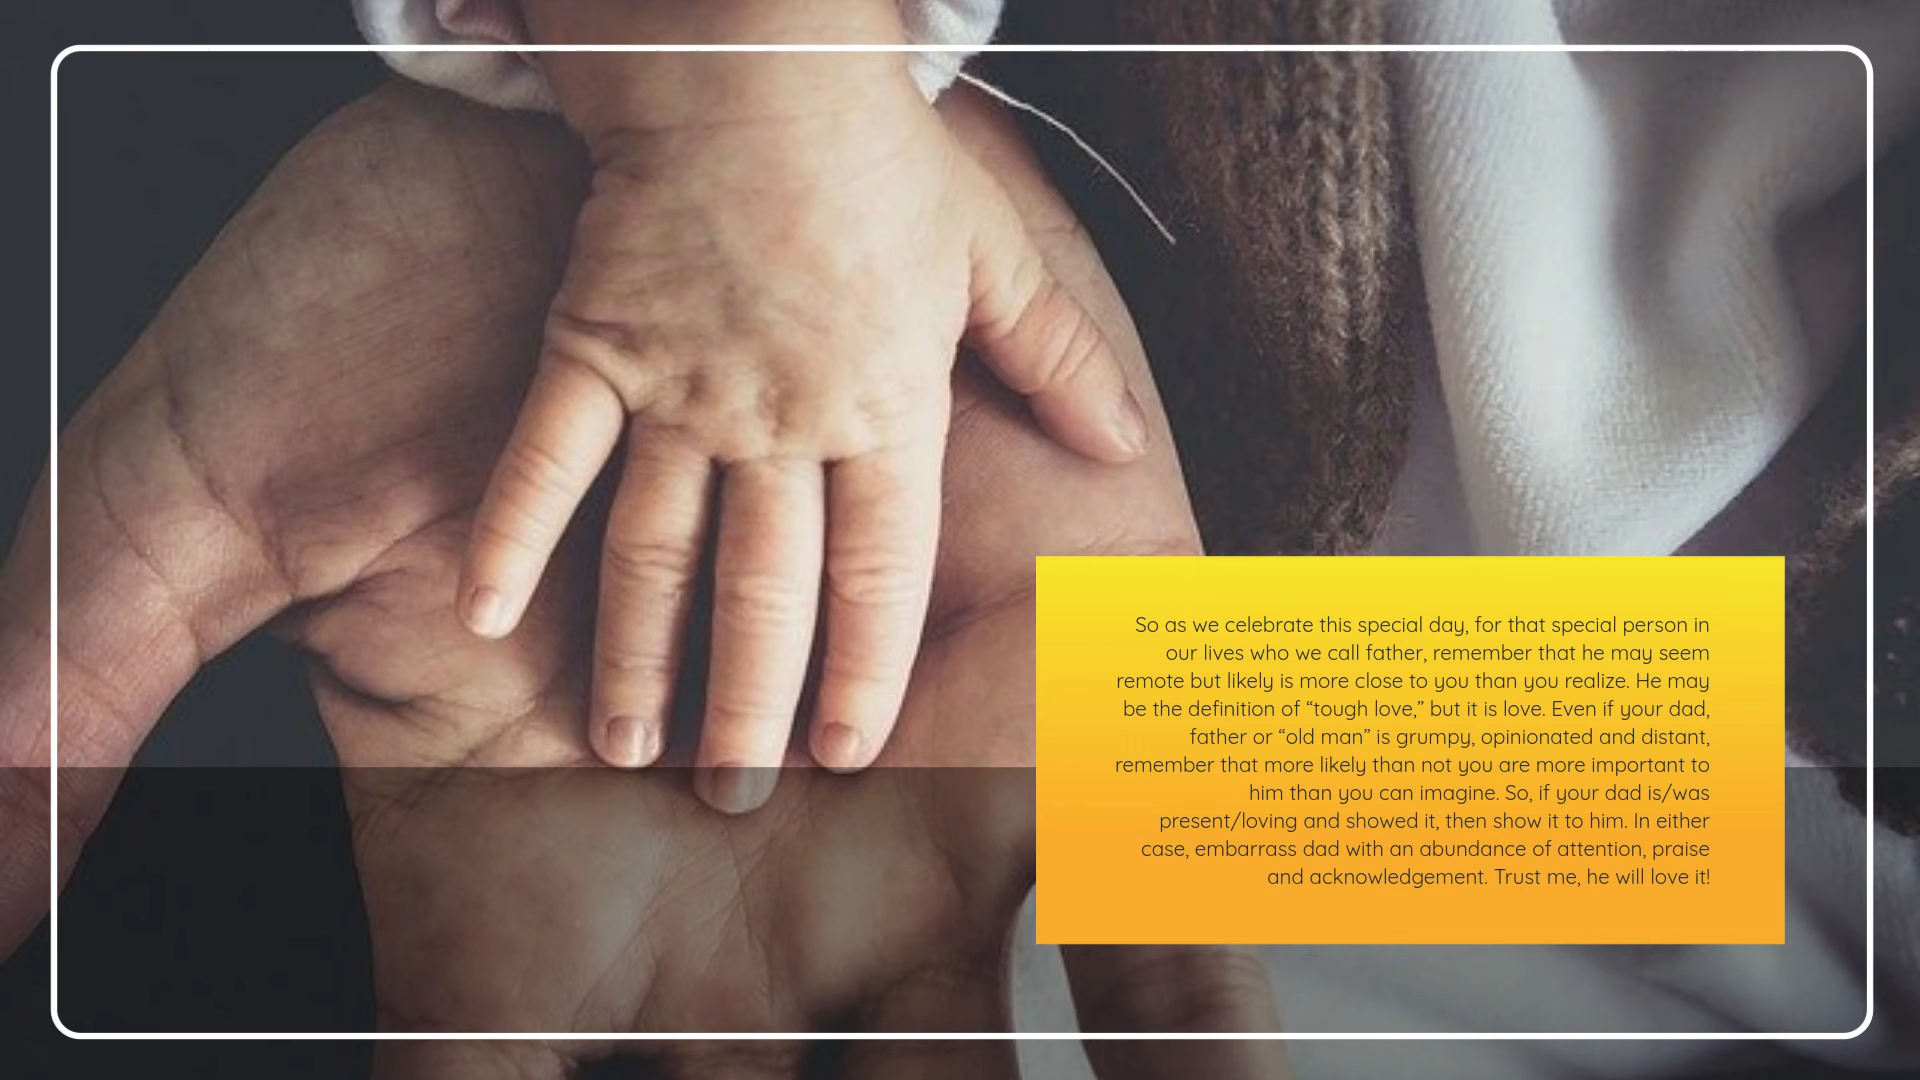 So as we celebrate this special day, for that special person in
our lives who we call father, remember that he may seem
remote but likely is more close to you than you realize. He may
be the definition of “tough love,” but it is love. Even if your dad,
father or “old man” is grumpy, opinionated and distant,
remember that more likely than not you are more important to
him than you can imagine. So, if your dad is/was
present/loving and showed it, then show it to him. In either
case, embarrass dad with an abundance of attention, praise
and acknowledgement. Trust me, he will love it!